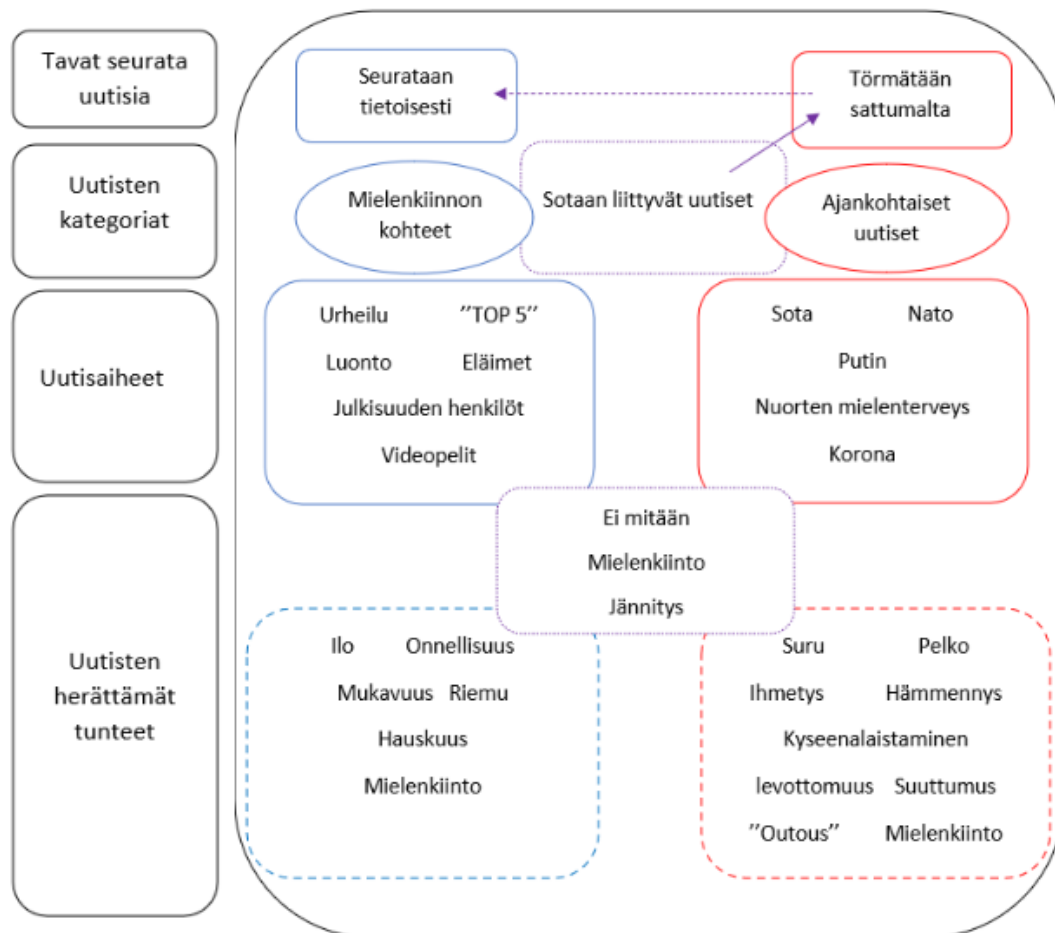 Tavat seurata
uutisia
Seurataan
tietoisesti
Törmätään
sattumalta
Uutisten
kategoriat
Mielenkiinnon
kohteet
Sotaan liittyvät uutiset
Ajankohtaiset
uutiset
Uutisaiheet
Urheilu ”TOP 5”
Luonto Eläimet
Julkisuuden henkilöt
Videopelit
Sota Nato
Putin
Nuorten mielenterveys
Korona
Ei mitään
Mielenkiinto
Jännitys
Uutisten
herättämät
tunteet
Ilo Onnellisuus
Mukavuus Riemu
Hauskuus
Mielenkiinto
Suru Pelko
Ihmetys Hämmennys
Kyseenalaistaminen
levottomuus Suuttumus
”Outous” Mielenkiinto